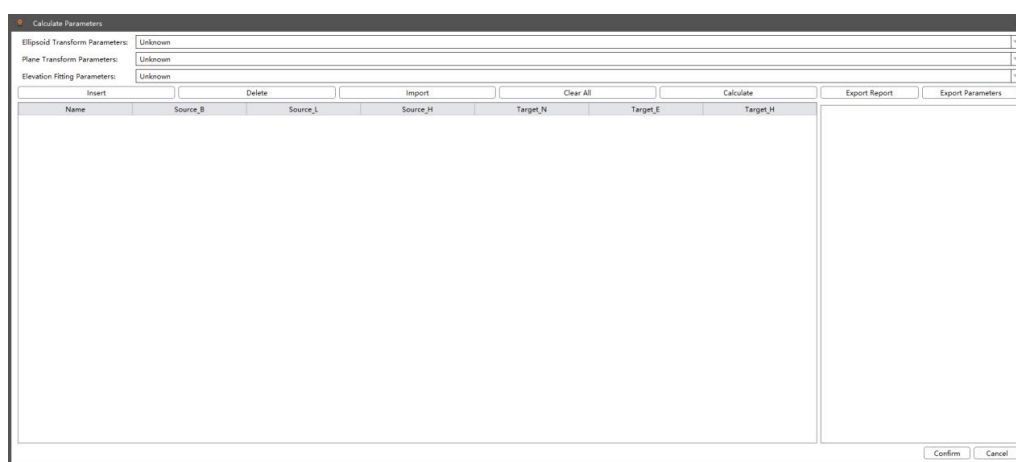 Calculate Parameters
Ellipsoid Transform Parameters: Unknown
Plane Transform Parameters: Unknown
Elevation Fitting Parameters: Unknown
Insert Delete Import Clear All Calculate Export Report Export Parameters
Name Source_B Source_L Source_H Target_N Target_E Target_H
Confirm Cancel